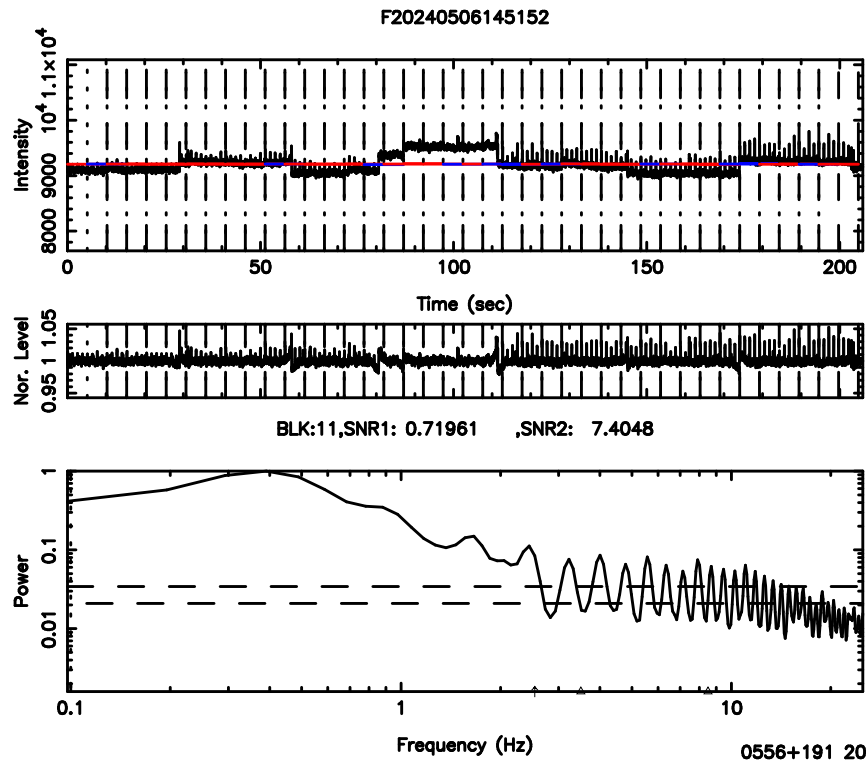 F20240506145152
Intensity
8000 9000 10⁴ 1.1×10⁴
0 50 100 150 200
Time (sec)
Nor. Level
0.95 1 1.05
BLK:11,SNR1: 0.71961 ,SNR2: 7.4048
Power
0.01 0.1 1
0.1 1 10
Frequency (Hz)
0556+191 20